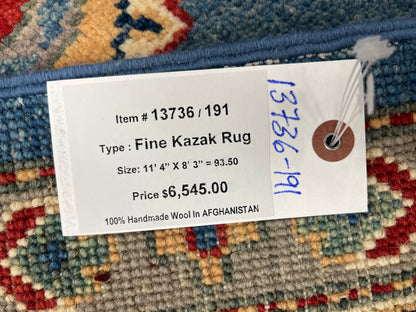 Item # 13736 / 191
Type : Fine Kazak Rug
Size: 11' 4" X 8' 3" = 93.50
Price $6,545.00
100% Handmade Wool In AFGHANISTAN
13736-191